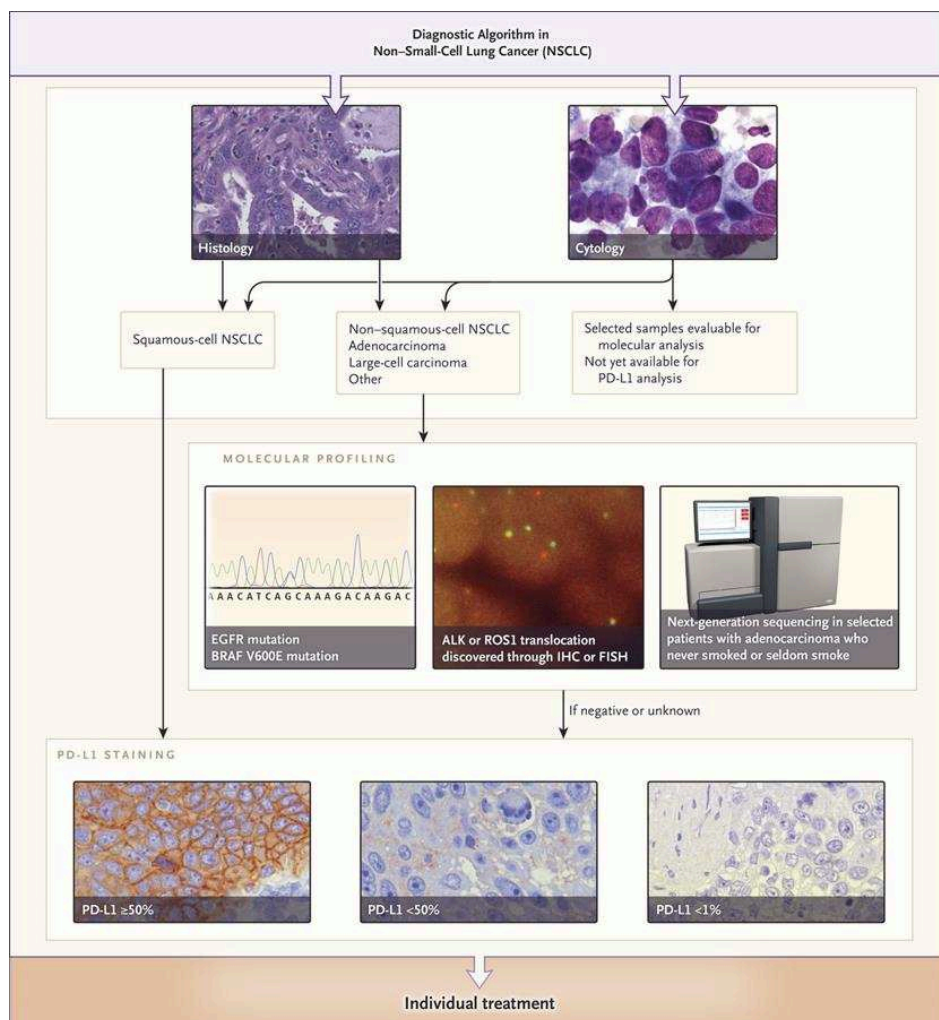 Diagnostic Algorithm in
Non–Small-Cell Lung Cancer (NSCLC)
Histology
Cytology
Squamous-cell NSCLC
Non–squamous-cell NSCLC
Adenocarcinoma
Large-cell carcinoma
Other
Selected samples evaluable for
molecular analysis
Not yet available for
PD-L1 analysis
MOLECULAR PROFILING
AAACATCAGCAAAGACAAGAC
EGFR mutation
BRAF V600E mutation
ALK or ROS1 translocation
discovered through IHC or FISH
Next-generation sequencing in selected
patients with adenocarcinoma who
never smoked or seldom smoke
If negative or unknown
PD-L1 STAINING
PD-L1 ≥50%
PD-L1 <50%
PD-L1 <1%
Individual treatment